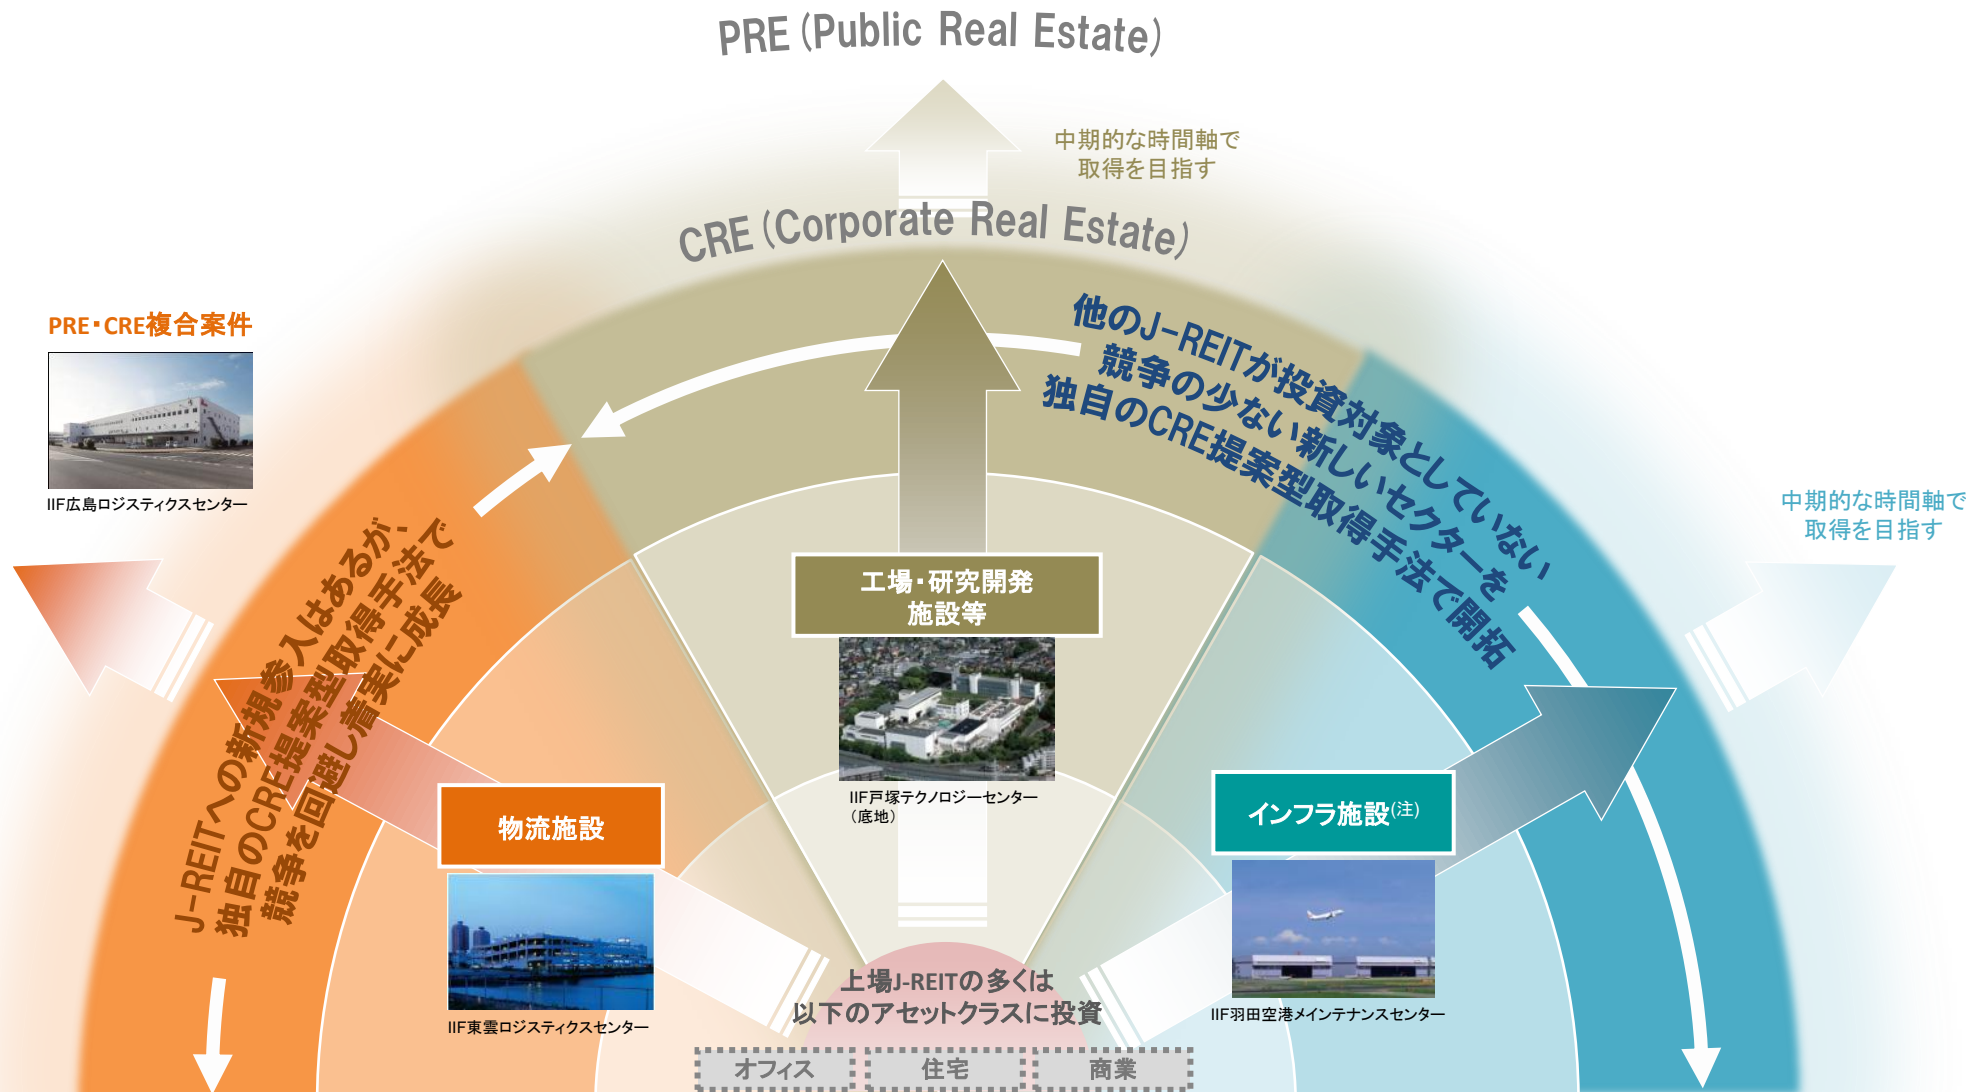 PRE(Public Real Estate)
中期的な時間軸で
取得を目指す
CRE(Corporate Real Estate)
PRE・CRE複合案件
IIF広島ロジスティクスセンター
他のJ-REITが投資対象としていない
競争の少ない新しいセクターを
独自のCRE提案型取得手法で開拓
中期的な時間軸で
取得を目指す
J-REITへの新規参入はあるが、
独自のCRE提案型取得手法で
競争を回避し着実に成長
工場・研究開発
施設等
IIF戸塚テクノロジーセンター
(底地)
物流施設
IIF東雲ロジスティクスセンター
インフラ施設(注)
IIF羽田空港メインテナンスセンター
上場J-REITの多くは
以下のアセットクラスに投資
オフィス
住宅
商業